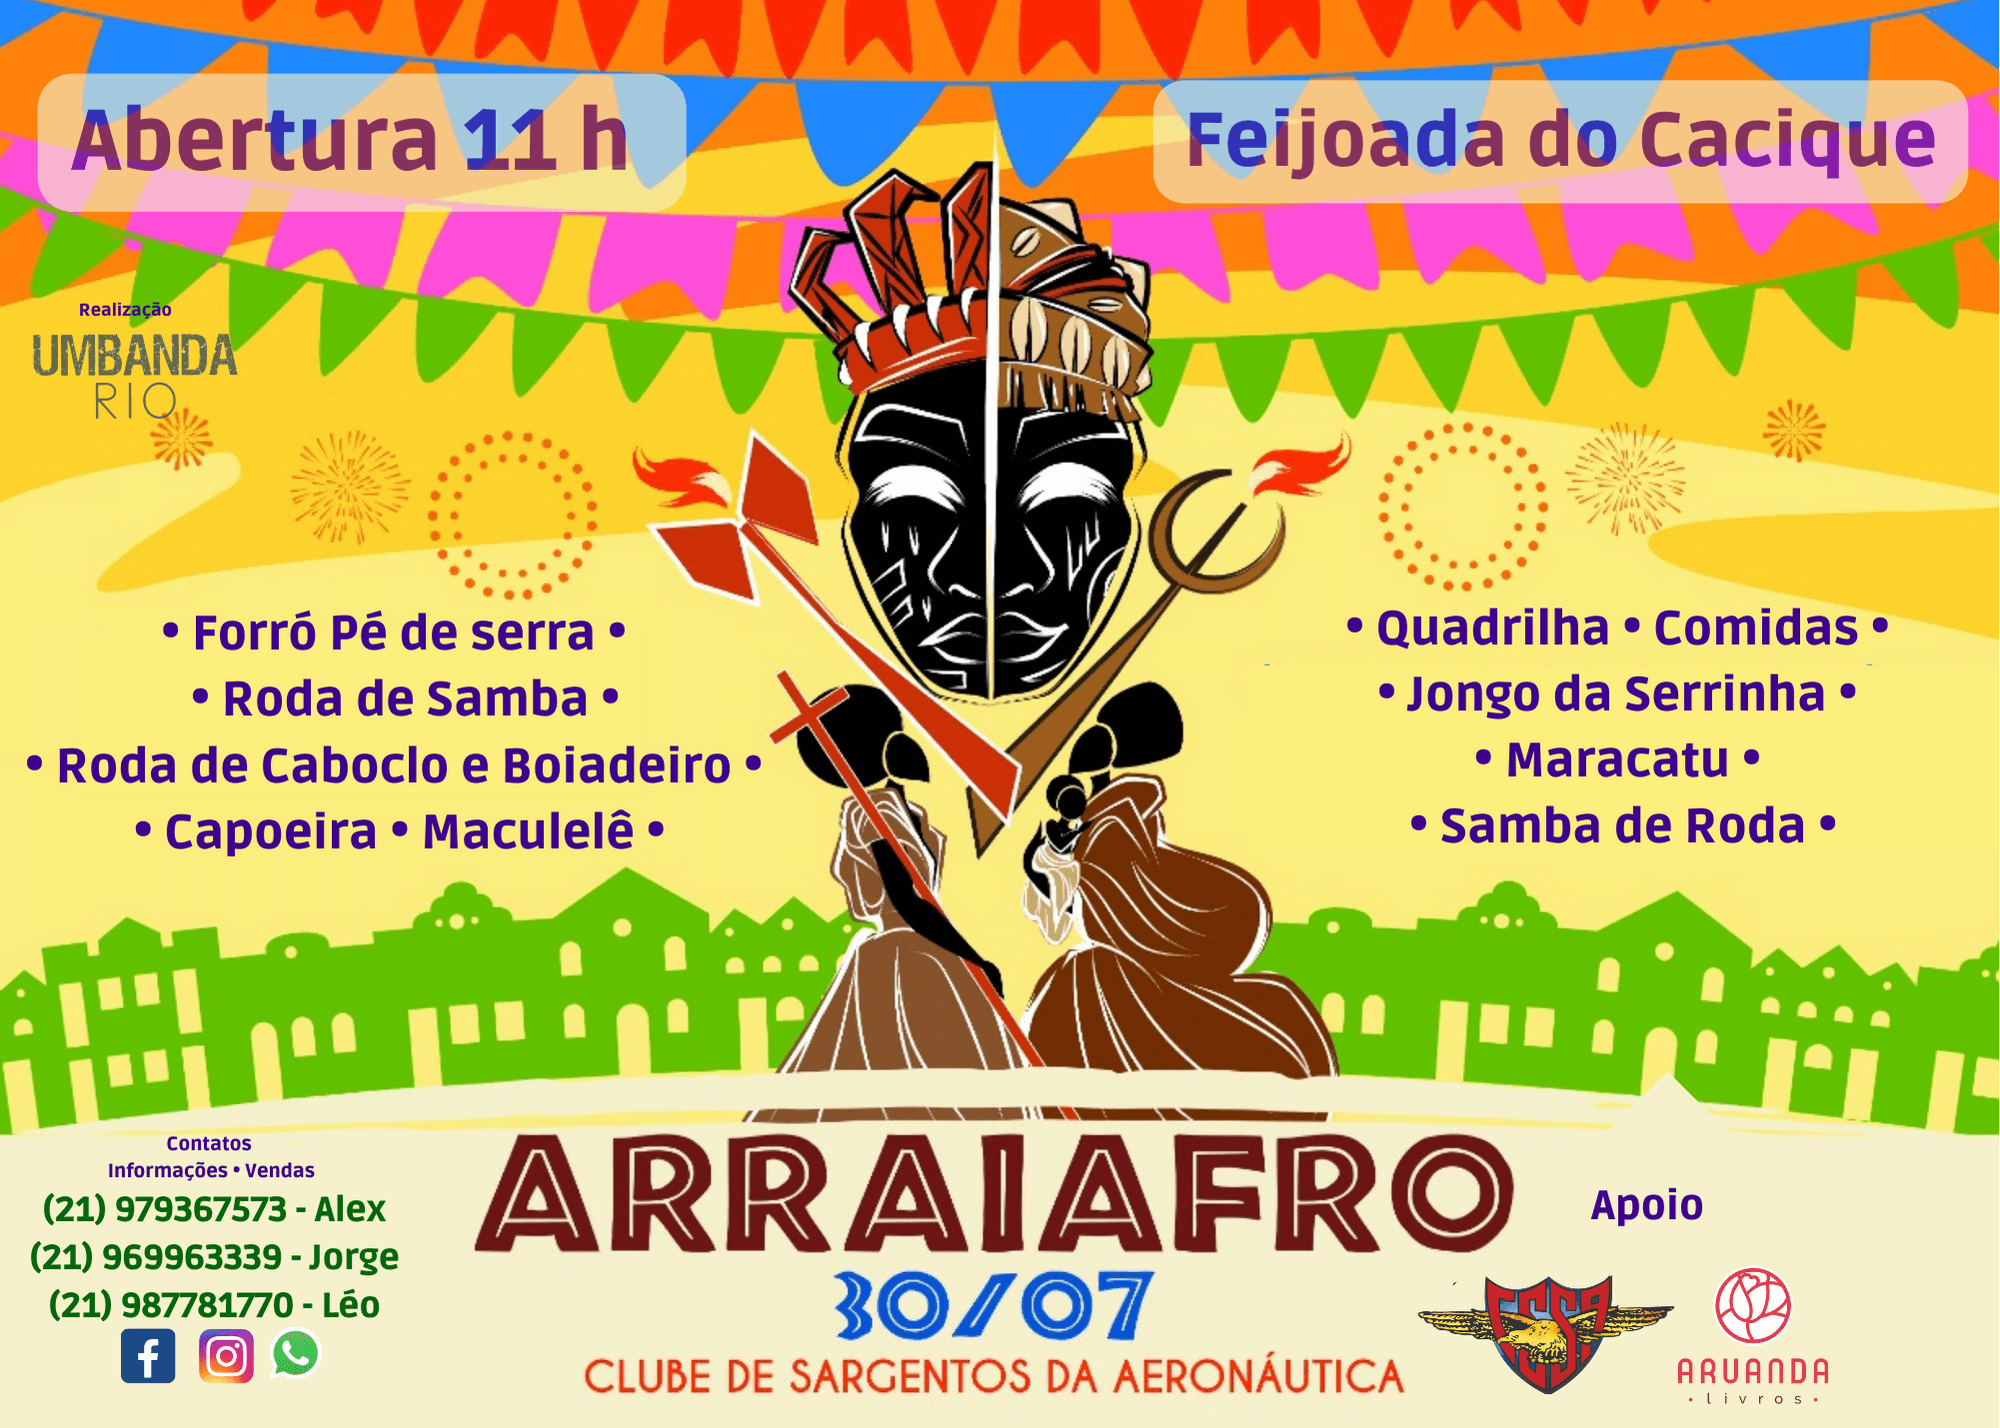 Abertura 11 h
Feijoada do Cacique
Realização
UMBANDA
RIO
• Forró Pé de serra •
• Roda de Samba •
• Roda de Caboclo e Boiadeiro •
• Capoeira • Maculelê •
• Quadrilha • Comidas •
• Jongo da Serrinha •
• Maracatu •
• Samba de Roda •
Contatos
Informações • Vendas
(21) 979367573 - Alex
(21) 969963339 - Jorge
(21) 987781770 - Léo
ARRAIAFRO
30/07
CLUBE DE SARGENTOS DA AERONÁUTICA
Apoio
ARUANDA
• livros •